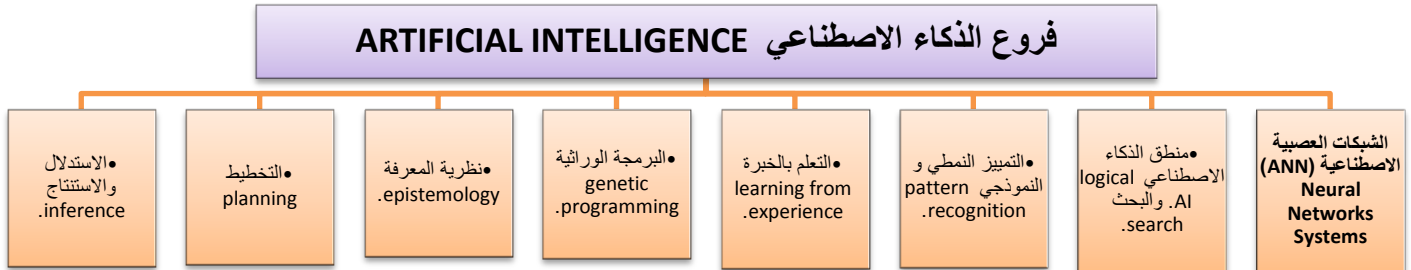 فروع الذكاء الاصطناعي ARTIFICIAL INTELLIGENCE
الشبكات العصبية
الاصطناعية (ANN)
Neural
Networks
Systems
•منطق الذكاء
الاصطناعي logical
AI. والبحث
search.
•التمييز النمطي و
النموذجي pattern
recognition.
•التعلم بالخبرة
learning from
experience.
•البرمجة الوراثية
genetic
programming.
•نظرية المعرفة
epistemology.
•التخطيط
planning
•الاستدلال
والاستنتاج
inference.